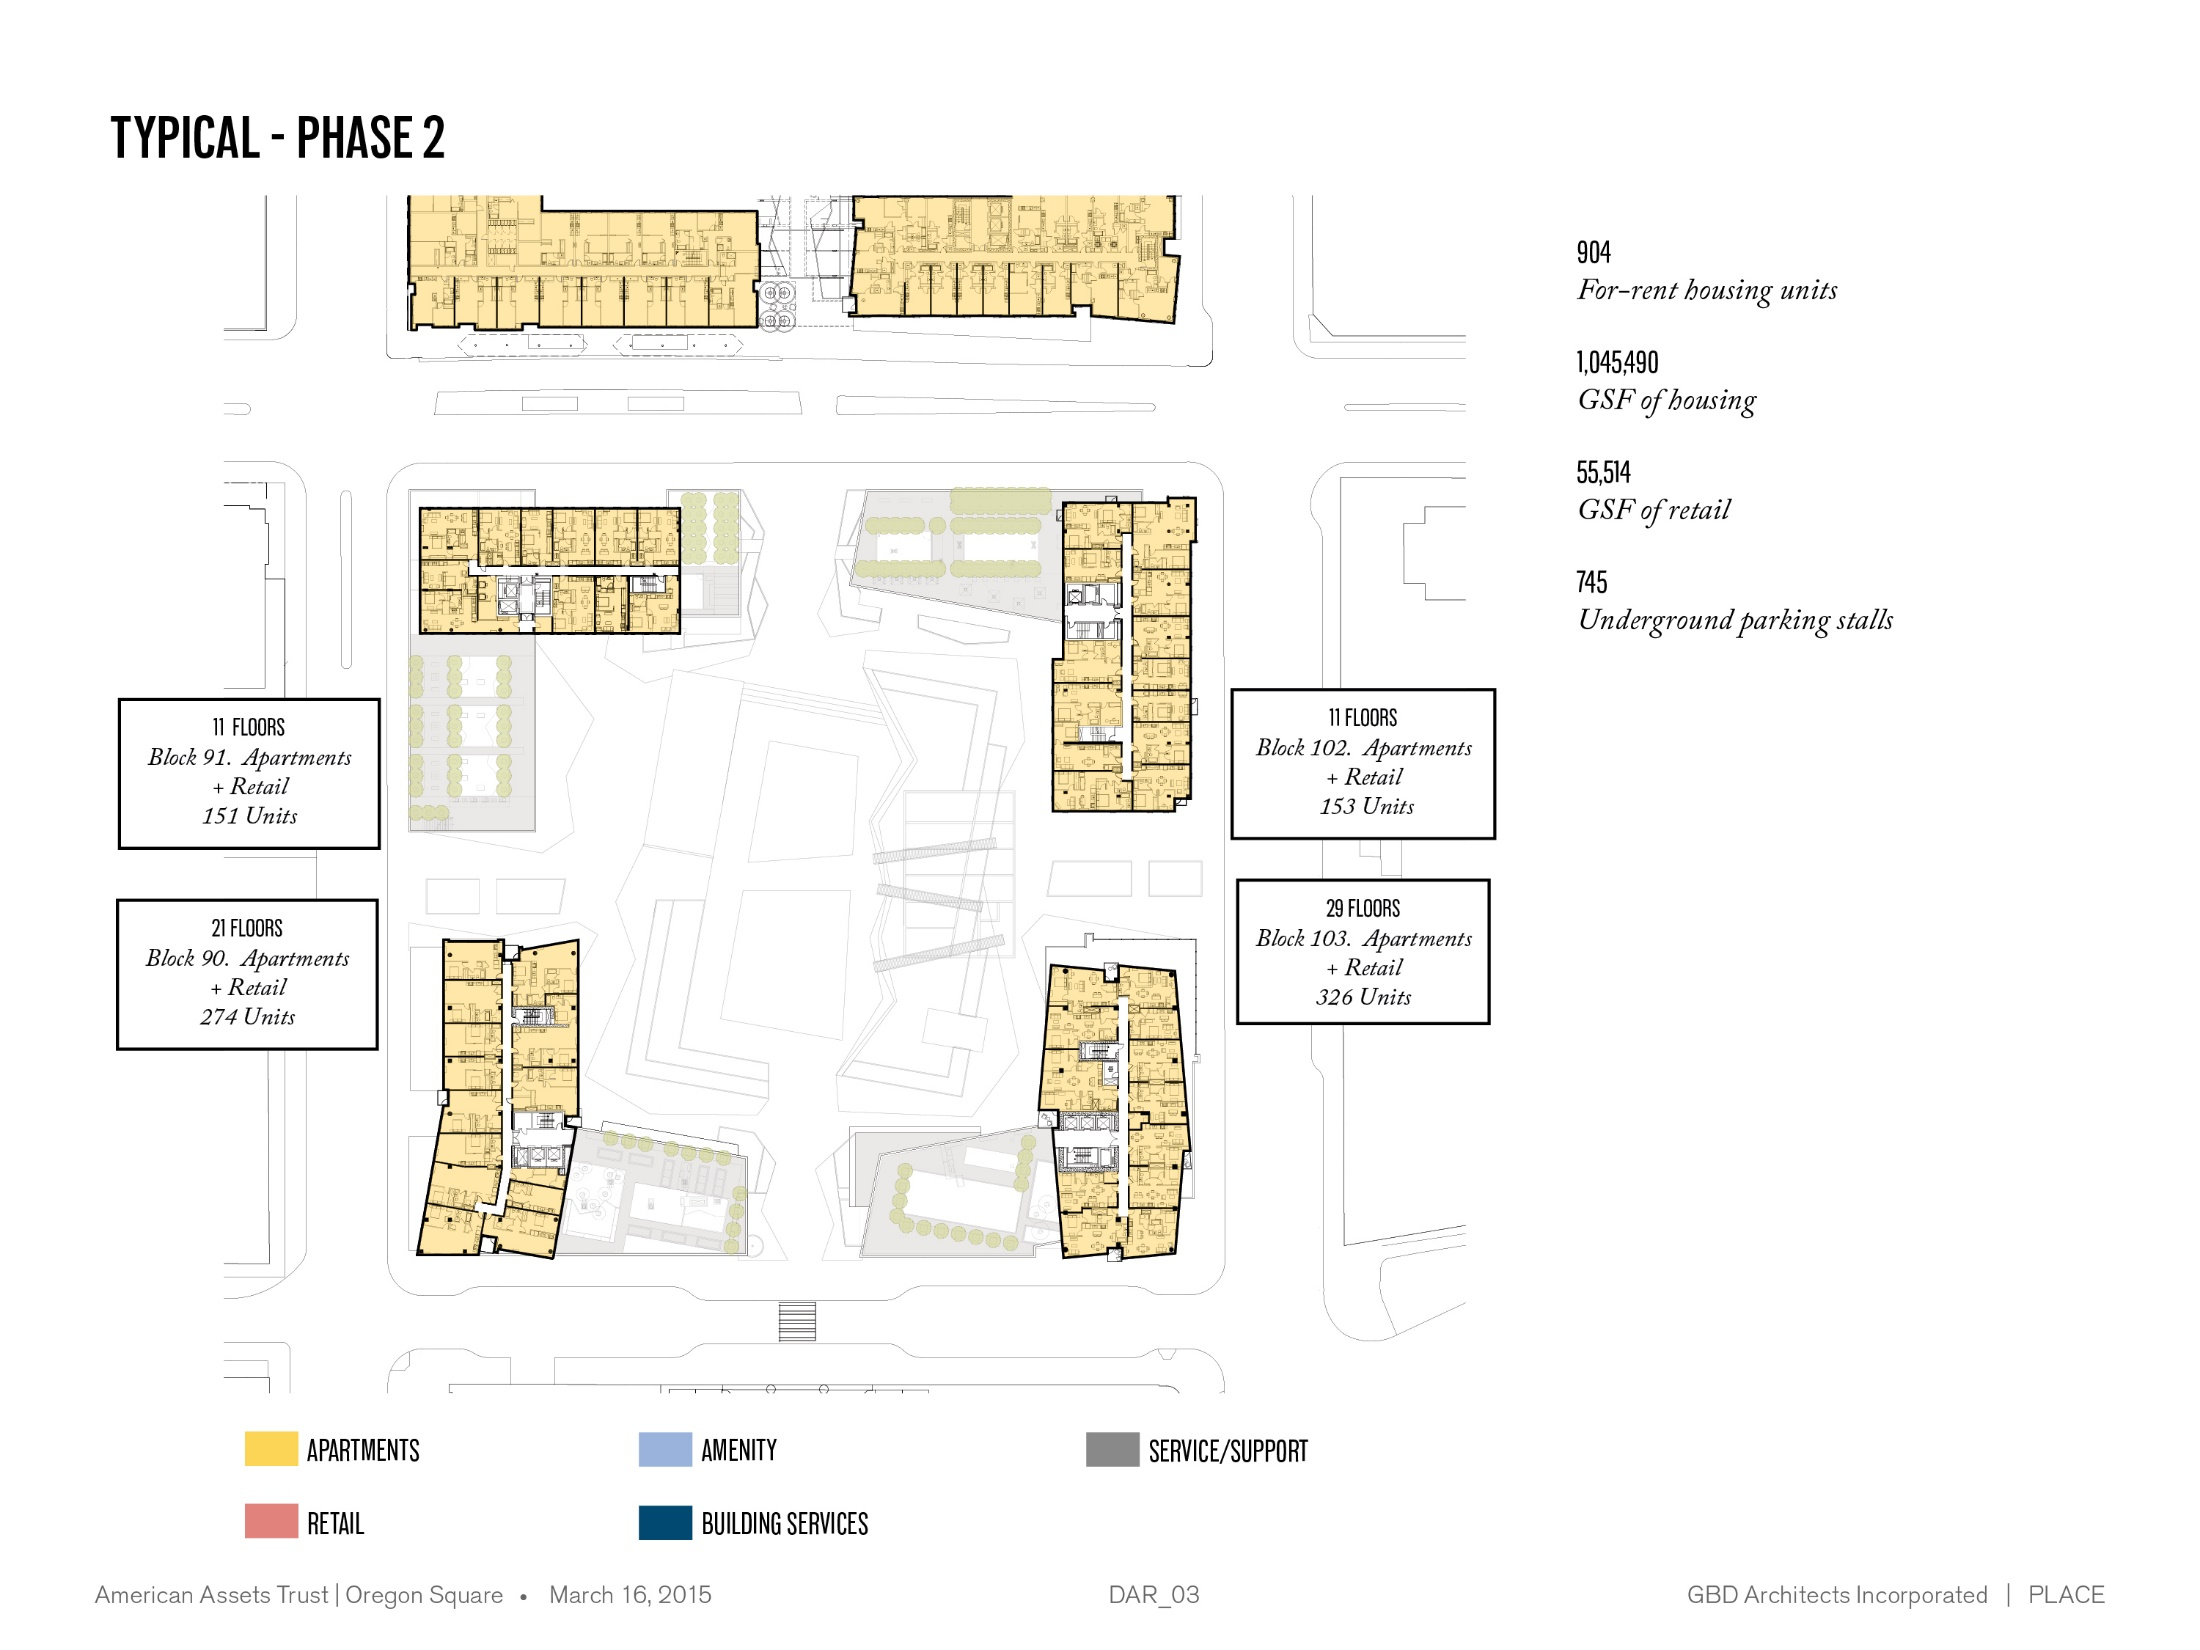 TYPICAL - PHASE 2
904
For-rent housing units
1,045,490
GSF of housing
55,514
GSF of retail
745
Underground parking stalls
11 FLOORS
Block 91. Apartments
+ Retail
151 Units
11 FLOORS
Block 102. Apartments
+ Retail
153 Units
21 FLOORS
Block 90. Apartments
+ Retail
274 Units
29 FLOORS
Block 103. Apartments
+ Retail
326 Units
APARTMENTS
AMENITY
SERVICE/SUPPORT
RETAIL
BUILDING SERVICES
American Assets Trust | Oregon Square • March 16, 2015
DAR_03
GBD Architects Incorporated | PLACE